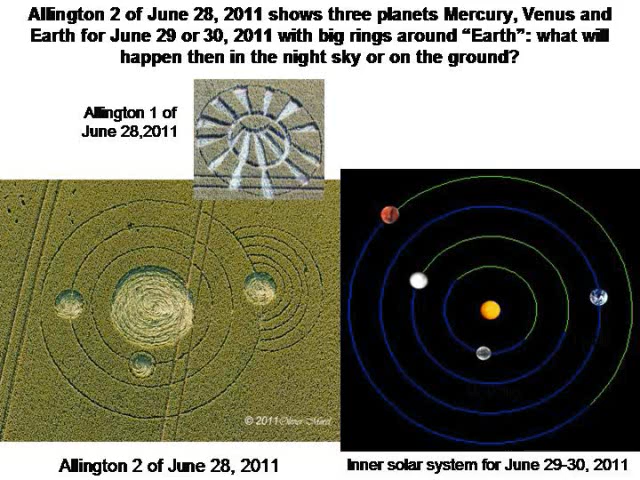 Allington 2 of June 28, 2011 shows three planets Mercury, Venus and
Earth for June 29 or 30, 2011 with big rings around “Earth”: what will
happen then in the night sky or on the ground?
Allington 1 of
June 28,2011
© 2011
Allington 2 of June 28, 2011
Inner solar system for June 29-30, 2011